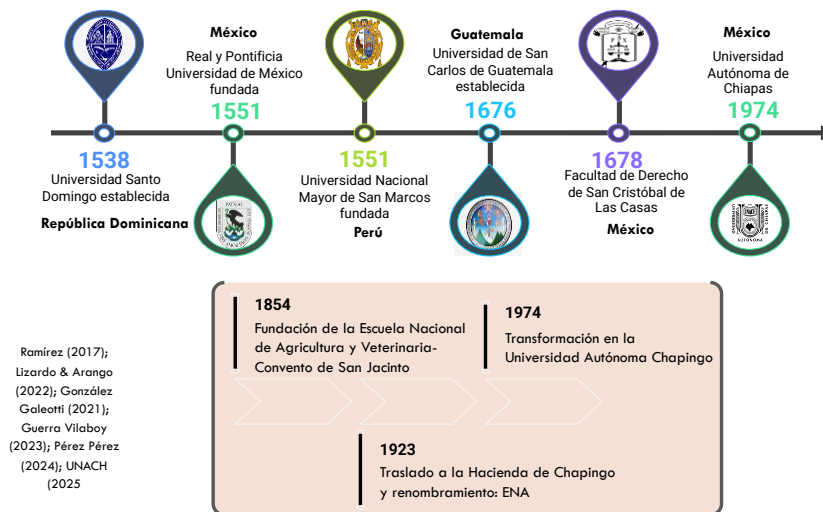 México
Real y Pontificia
Universidad de México
fundada
1551
Guatemala
Universidad de San
Carlos de Guatemala
establecida
1676
México
Universidad
Autónoma de
Chiapas
1974
1538
Universidad Santo
Domingo establecida
República Dominicana
1551
Universidad Nacional
Mayor de San Marcos
fundada
Perú
1678
Facultad de Derecho
de San Cristóbal de
Las Casas
México
AUTONOMA
1854
Fundación de la Escuela Nacional
de Agricultura y Veterinaria-
Convento de San Jacinto
1974
Transformación en la
Universidad Autónoma Chapingo
1923
Traslado a la Hacienda de Chapingo
y renombramiento: ENA
Ramírez (2017);
Lizardo & Arango
(2022); González
Galeotti (2021);
Guerra Vilaboy
(2023); Pérez Pérez
(2024); UNACH
(2025